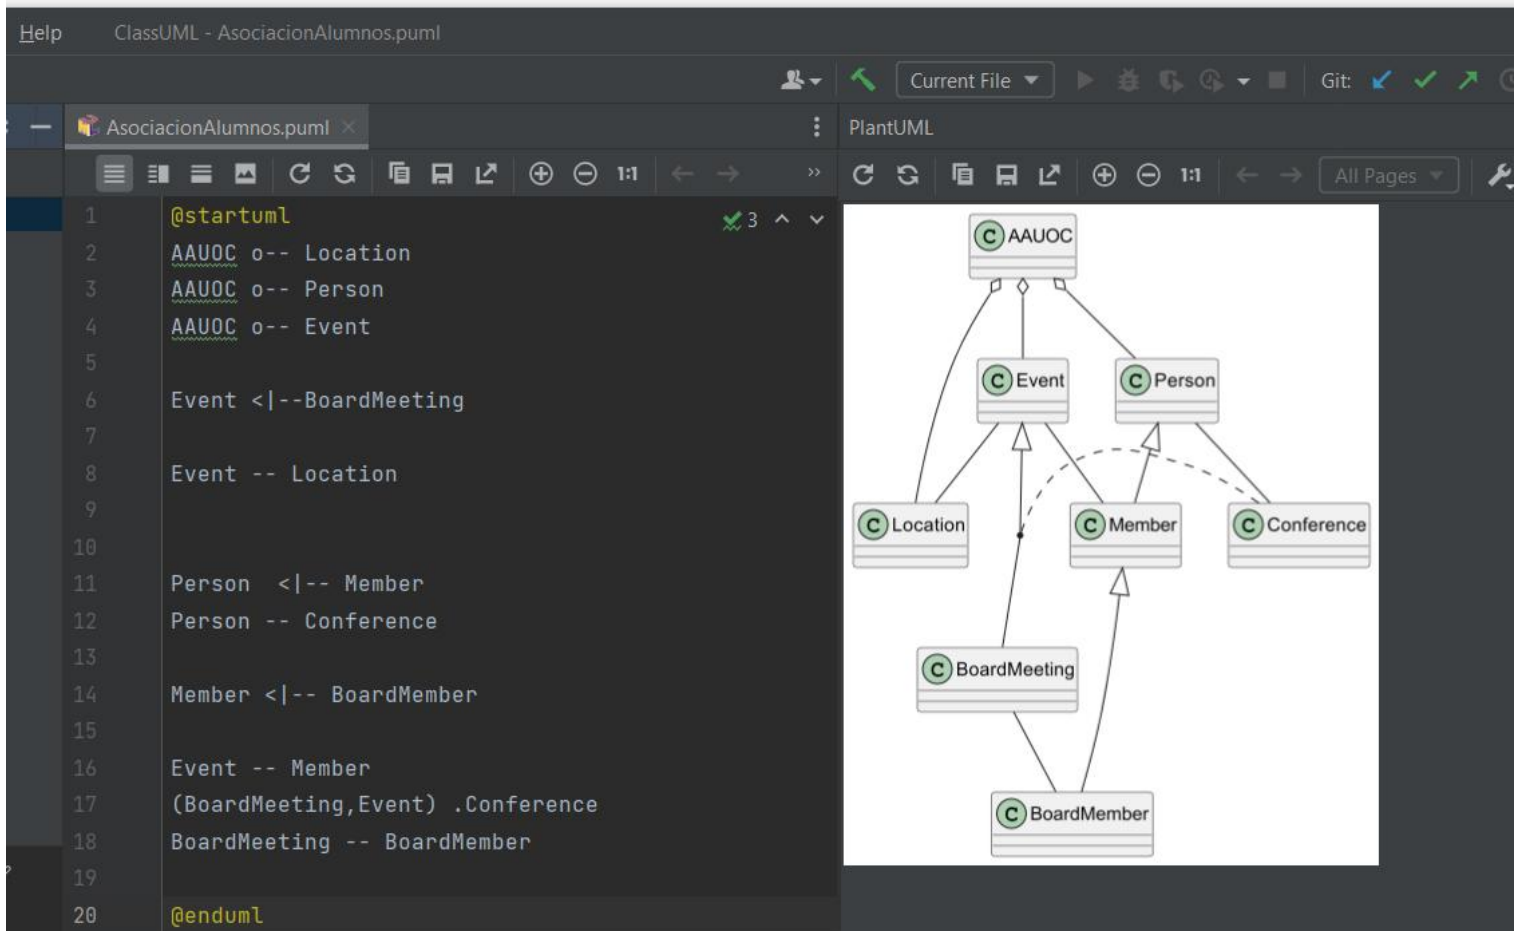 Help ClassUML - AsociacionAlumnos.puml
Current File Git:
AsociacionAlumnos.puml PlantUML
1:1 1:1 All Pages
1 @startuml 3
2 AAUOC o-- Location
3 AAUOC o-- Person
4 AAUOC o-- Event
5
6 Event <|--BoardMeeting
7
8 Event -- Location
9
10
11 Person  <|-- Member
12 Person -- Conference
13
14 Member <|-- BoardMember
15
16 Event -- Member
17 (BoardMeeting,Event) .Conference
18 BoardMeeting -- BoardMember
19
20 @enduml
C AAUOC
C Event C Person
C Location C Member C Conference
C BoardMeeting
C BoardMember